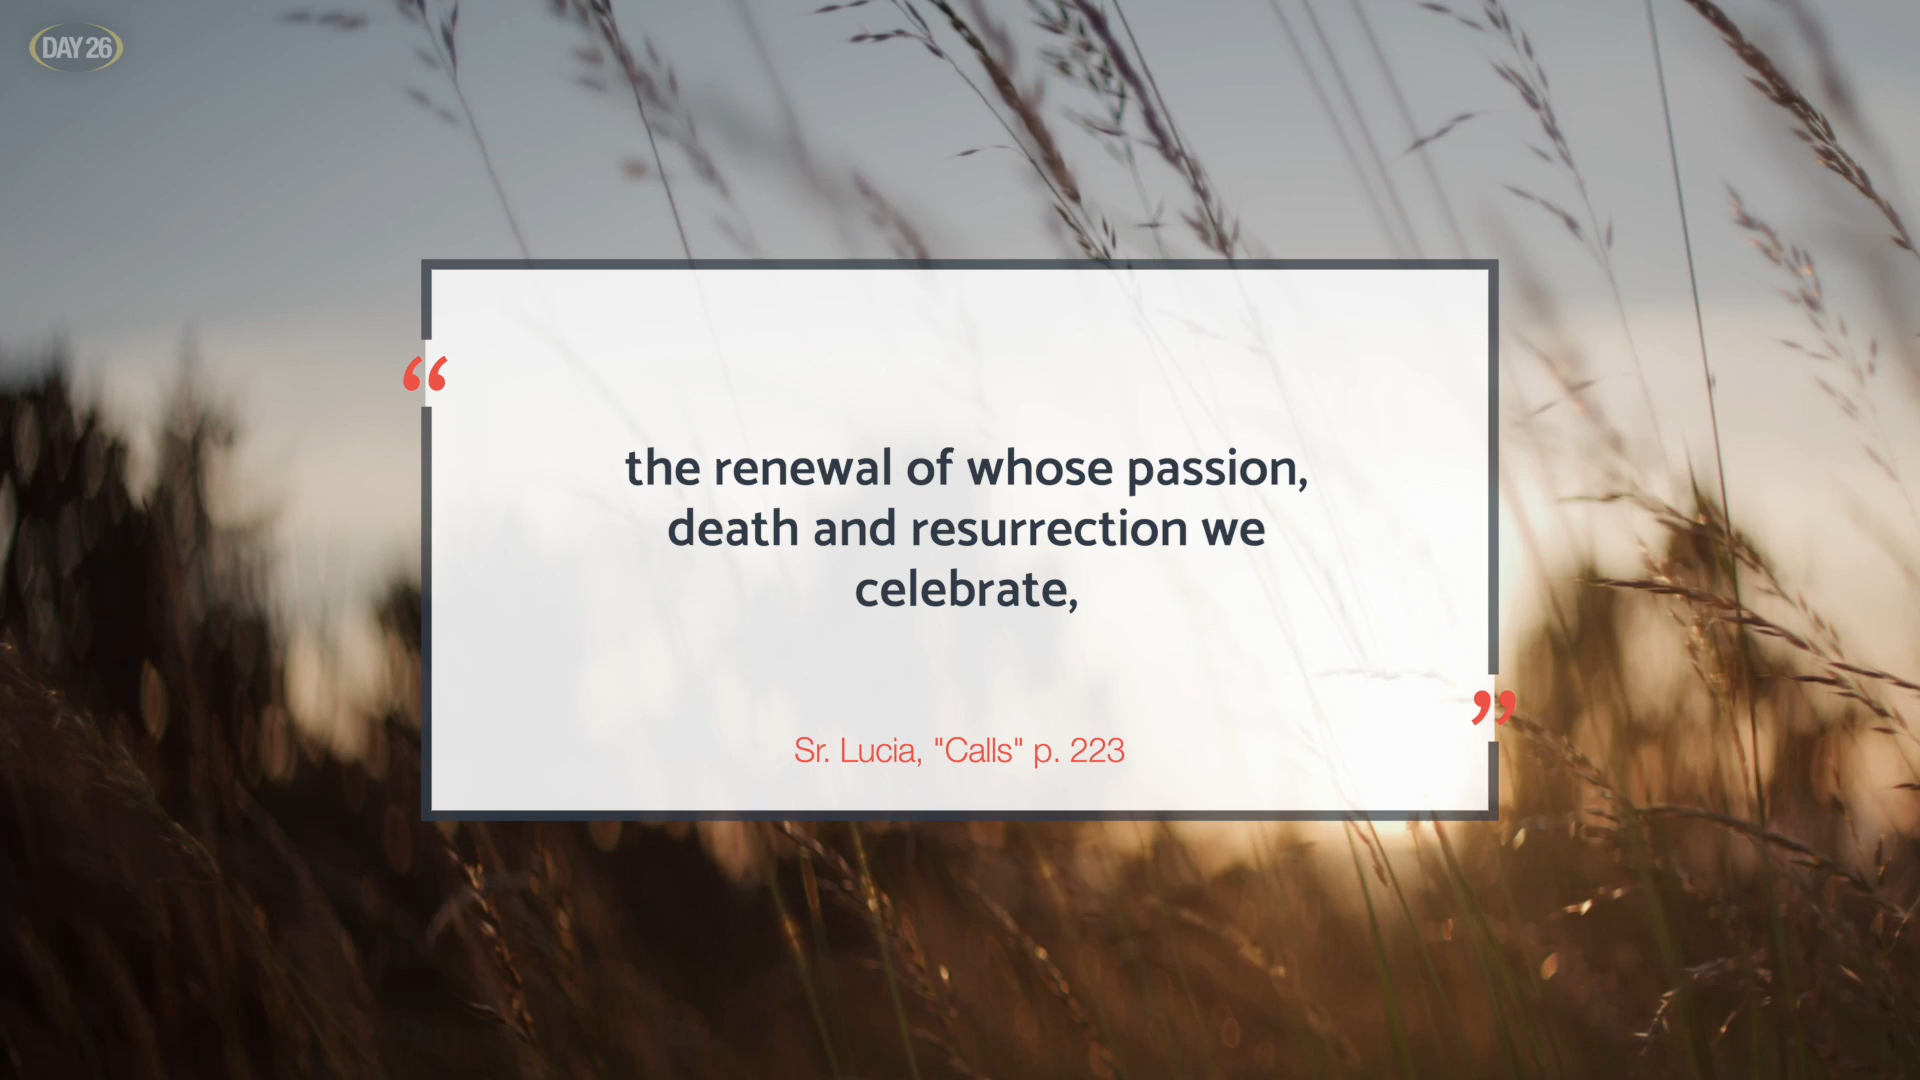 DAY 26
“
the renewal of whose passion,
death and resurrection we
celebrate,
”
Sr. Lucia, "Calls" p. 223